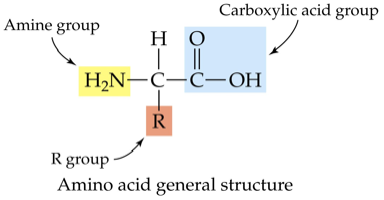 Carboxylic acid group
Amine group
H O
H₂N—C—C—OH
R
R group
Amino acid general structure